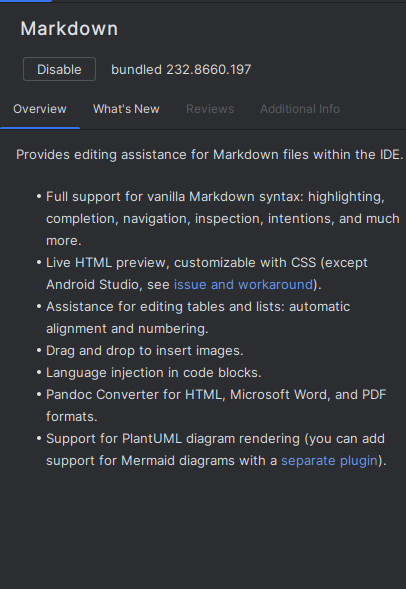 Markdown
Disable bundled 232.8660.197
Overview What's New Reviews Additional Info
Provides editing assistance for Markdown files within the IDE.
• Full support for vanilla Markdown syntax: highlighting,
completion, navigation, inspection, intentions, and much
more.
• Live HTML preview, customizable with CSS (except
Android Studio, see issue and workaround).
• Assistance for editing tables and lists: automatic
alignment and numbering.
• Drag and drop to insert images.
• Language injection in code blocks.
• Pandoc Converter for HTML, Microsoft Word, and PDF
formats.
• Support for PlantUML diagram rendering (you can add
support for Mermaid diagrams with a separate plugin).